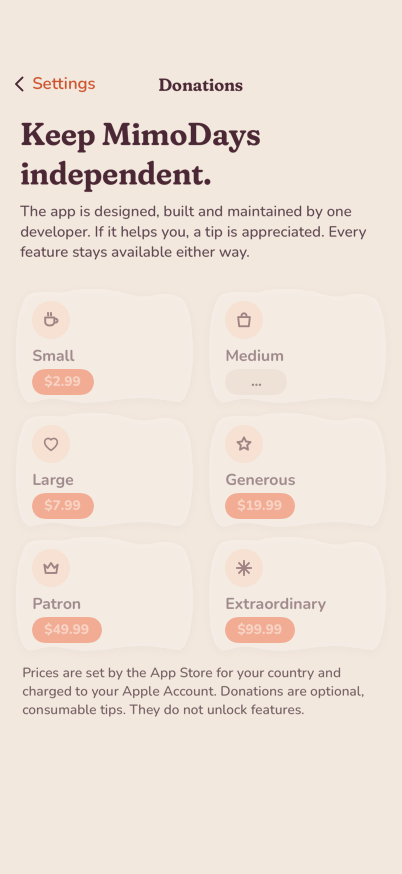 Settings
Donations
Keep MimoDays
independent.
The app is designed, built and maintained by one
developer. If it helps you, a tip is appreciated. Every
feature stays available either way.
Small
$2.99
Medium
...
Large
$7.99
Generous
$19.99
Patron
$49.99
Extraordinary
$99.99
Prices are set by the App Store for your country and
charged to your Apple Account. Donations are optional,
consumable tips. They do not unlock features.